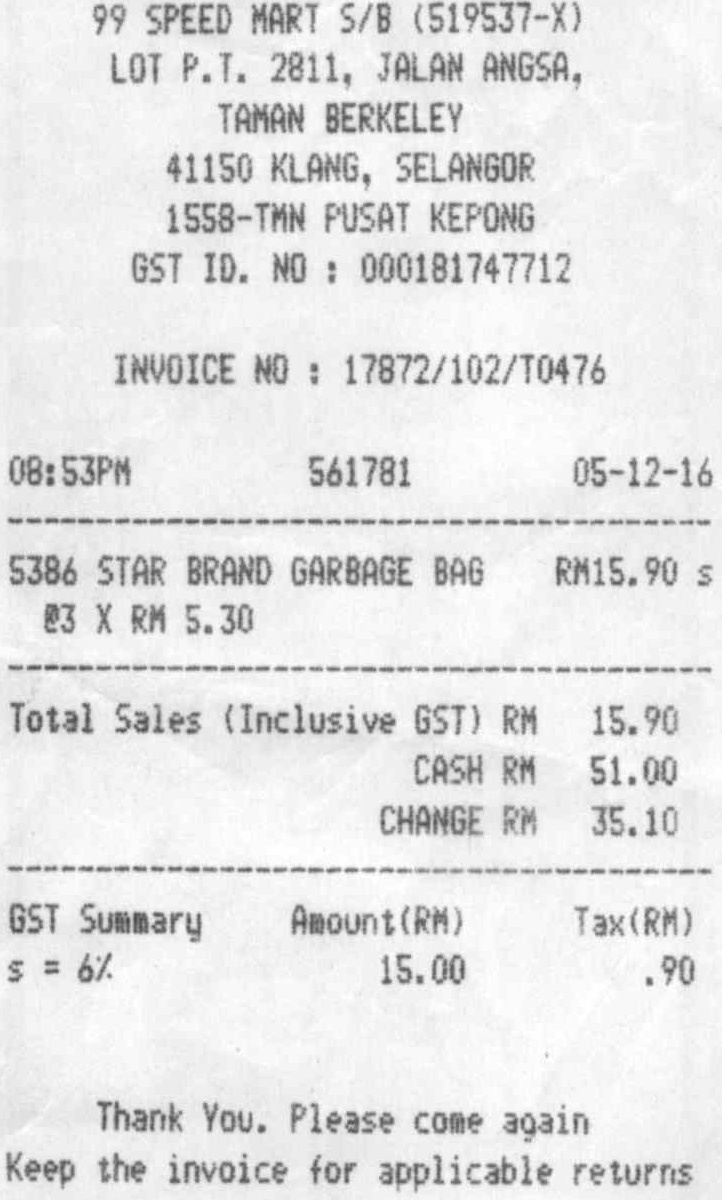 99 SPEED MART S/B (519537-X)
LOT P.T. 2811, JALAN ANGSA,
TAMAN BERKELEY
41150 KLANG, SELANGOR
1558-TMN PUSAT KEPONG
GST ID. NO : 000181747712
INVOICE NO : 17872/102/T0476
08:53PM 561781 05-12-16
5386 STAR BRAND GARBAGE BAG RM15.90 s
@3 X RM 5.30
Total Sales (Inclusive GST) RM 15.90
CASH RM 51.00
CHANGE RM 35.10
GST Summary Amount(RM) Tax(RM)
s = 6% 15.00 .90
Thank You. Please come again
Keep the invoice for applicable returns